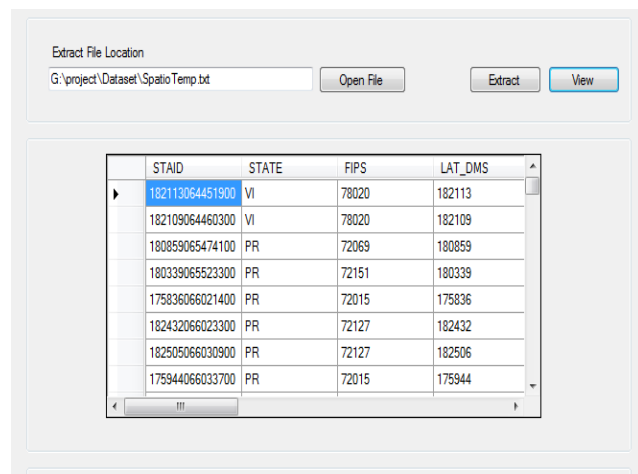 Extract File Location
G:\project\Dataset\SpatioTemp.txt Open File Extract View
STAID STATE FIPS LAT_DMS
182113064451900 VI 78020 182113
182109064460300 VI 78020 182109
180859065474100 PR 72069 180859
180339065523300 PR 72151 180339
175836066021400 PR 72015 175836
182432066023300 PR 72127 182432
182505066030900 PR 72127 182506
175944066033700 PR 72015 175944